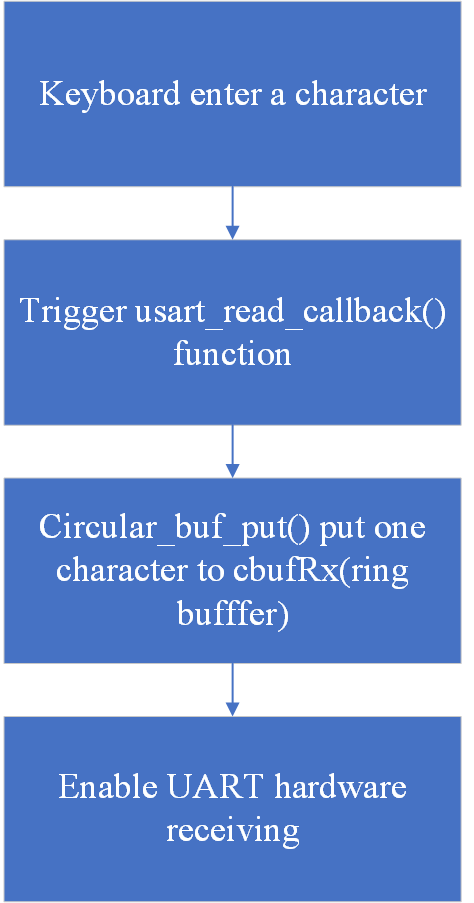 Keyboard enter a character
Trigger usart_read_callback()
function
Circular_buf_put() put one
character to cbufRx(ring
bufffer)
Enable UART hardware
receiving